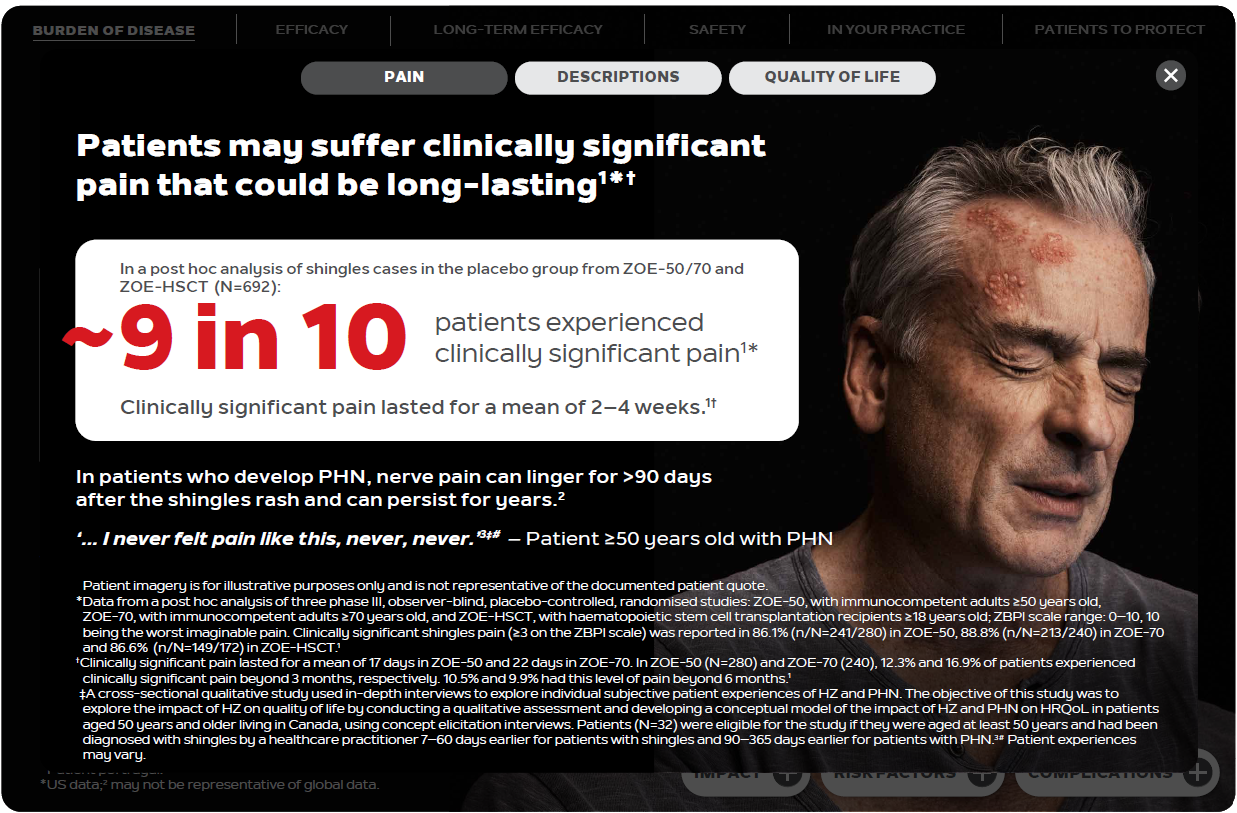 BURDEN OF DISEASE
EFFICACY
LONG-TERM EFFICACY
SAFETY
IN YOUR PRACTICE
PATIENTS TO PROTECT
PAIN
DESCRIPTIONS
QUALITY OF LIFE
Patients may suffer clinically significant
pain that could be long-lasting¹*†
In a post hoc analysis of shingles cases in the placebo group from ZOE-50/70 and
ZOE-HSCT (N=692):
~9 in 10
patients experienced
clinically significant pain¹*
Clinically significant pain lasted for a mean of 2–4 weeks.¹†
In patients who develop PHN, nerve pain can linger for >90 days
after the shingles rash and can persist for years.²
‘... I never felt pain like this, never, never.’³‡# – Patient ≥50 years old with PHN
Patient imagery is for illustrative purposes only and is not representative of the documented patient quote.
*Data from a post hoc analysis of three phase III, observer-blind, placebo-controlled, randomised studies: ZOE-50, with immunocompetent adults ≥50 years old,
ZOE-70, with immunocompetent adults ≥70 years old, and ZOE-HSCT, with haematopoietic stem cell transplantation recipients ≥18 years old; ZBPI scale range: 0–10, 10
being the worst imaginable pain. Clinically significant shingles pain (≥3 on the ZBPI scale) was reported in 86.1% (n/N=241/280) in ZOE-50, 88.8% (n/N=213/240) in ZOE-70
and 86.6% (n/N=149/172) in ZOE-HSCT.¹
†Clinically significant pain lasted for a mean of 17 days in ZOE-50 and 22 days in ZOE-70. In ZOE-50 (N=280) and ZOE-70 (240), 12.3% and 16.9% of patients experienced
clinically significant pain beyond 3 months, respectively. 10.5% and 9.9% had this level of pain beyond 6 months.¹
‡A cross-sectional qualitative study used in-depth interviews to explore individual subjective patient experiences of HZ and PHN. The objective of this study was to
explore the impact of HZ on quality of life by conducting a qualitative assessment and developing a conceptual model of the impact of HZ and PHN on HRQoL in patients
aged 50 years and older living in Canada, using concept elicitation interviews. Patients (N=32) were eligible for the study if they were aged at least 50 years and had been
diagnosed with shingles by a healthcare practitioner 7–60 days earlier for patients with shingles and 90–365 days earlier for patients with PHN.³# Patient experiences
may vary.
IMPACT
RISK FACTORS
COMPLICATIONS
*US data;² may not be representative of global data.